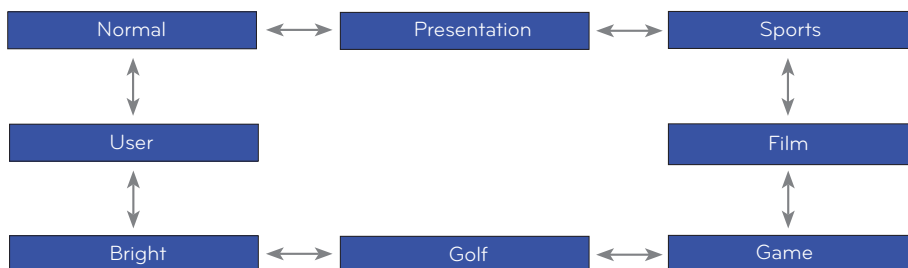 Normal
Presentation
Sports
User
Film
Bright
Golf
Game